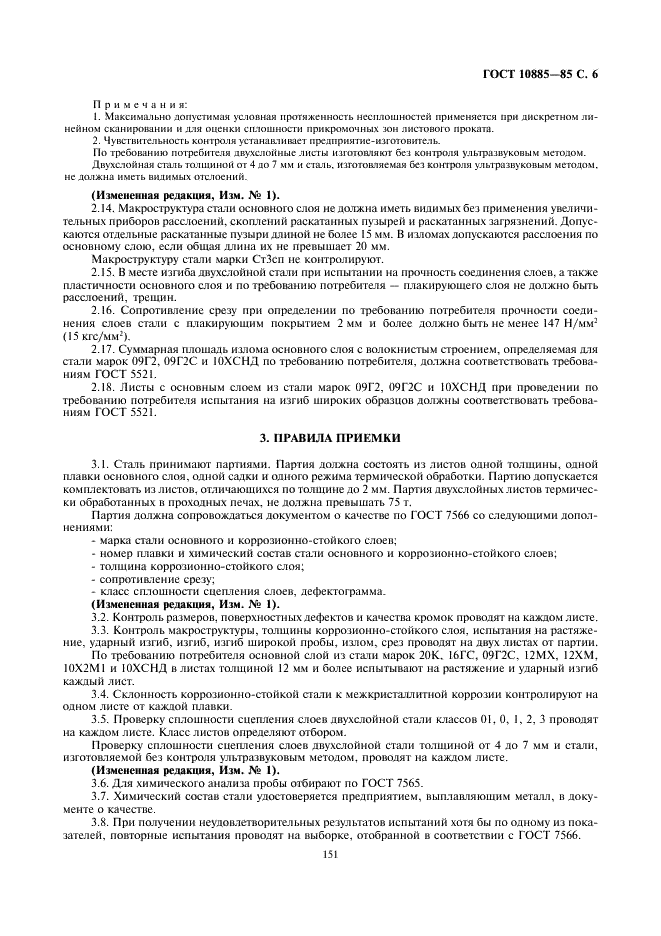 ГОСТ 10885—85 С. 6
Примечания:
1. Максимально допустимая условная протяженность несплошностей применяется при дискретном ли-
нейном сканировании и для оценки сплошности прикромочных зон листового проката.
2. Чувствительность контроля устанавливает предприятие-изготовитель.
По требованию потребителя двухслойные листы изготовляют без контроля ультразвуковым методом.
Двухслойная сталь толщиной от 4 до 7 мм и сталь, изготовляемая без контроля ультразвуковым методом,
не должна иметь видимых отслоений.
(Измененная редакция, Изм. № 1).
2.14. Макроструктура стали основного слоя не должна иметь видимых без применения увеличи-
тельных приборов расслоений, скоплений раскатанных пузырей и раскатанных загрязнений. Допус-
каются отдельные раскатанные пузыри длиной не более 15 мм. В изломах допускаются расслоения по
основному слою, если общая длина их не превышает 20 мм.
Макроструктуру стали марки Ст3сп не контролируют.
2.15. В месте изгиба двухслойной стали при испытании на прочность соединения слоев, а также
пластичности основного слоя и по требованию потребителя — плакирующего слоя не должно быть
расслоений, трещин.
2.16. Сопротивление срезу при определении по требованию потребителя прочности соеди-
нения слоев стали с плакирующим покрытием 2 мм и более должно быть не менее 147 Н/мм²
(15 кгс/мм²).
2.17. Суммарная площадь излома основного слоя с волокнистым строением, определяемая для
стали марок 09Г2, 09Г2С и 10ХСНД по требованию потребителя, должна соответствовать требова-
ниям ГОСТ 5521.
2.18. Листы с основным слоем из стали марок 09Г2, 09Г2С и 10ХСНД при проведении по
требованию потребителя испытания на изгиб широких образцов должны соответствовать требова-
ниям ГОСТ 5521.
3. ПРАВИЛА ПРИЕМКИ
3.1. Сталь принимают партиями. Партия должна состоять из листов одной толщины, одной
плавки основного слоя, одной садки и одного режима термической обработки. Партию допускается
комплектовать из листов, отличающихся по толщине до 2 мм. Партия двухслойных листов термичес-
ки обработанных в проходных печах, не должна превышать 75 т.
Партия должна сопровождаться документом о качестве по ГОСТ 7566 со следующими допол-
нениями:
- марка стали основного и коррозионно-стойкого слоев;
- номер плавки и химический состав стали основного и коррозионно-стойкого слоев;
- толщина коррозионно-стойкого слоя;
- сопротивление срезу;
- класс сплошности сцепления слоев, дефектограмма.
(Измененная редакция, Изм. № 1).
3.2. Контроль размеров, поверхностных дефектов и качества кромок проводят на каждом листе.
3.3. Контроль макроструктуры, толщины коррозионно-стойкого слоя, испытания на растяже-
ние, ударный изгиб, изгиб, изгиб широкой пробы, излом, срез проводят на двух листах от партии.
По требованию потребителя основной слой из стали марок 20К, 16ГС, 09Г2С, 12МХ, 12ХМ,
10Х2М1 и 10ХСНД в листах толщиной 12 мм и более испытывают на растяжение и ударный изгиб
каждый лист.
3.4. Склонность коррозионно-стойкой стали к межкристаллитной коррозии контролируют на
одном листе от каждой плавки.
3.5. Проверку сплошности сцепления слоев двухслойной стали классов 01, 0, 1, 2, 3 проводят
на каждом листе. Класс листов определяют отбором.
Проверку сплошности сцепления слоев двухслойной стали толщиной от 4 до 7 мм и стали,
изготовляемой без контроля ультразвуковым методом, проводят на каждом листе.
(Измененная редакция, Изм. № 1).
3.6. Для химического анализа пробы отбирают по ГОСТ 7565.
3.7. Химический состав стали удостоверяется предприятием, выплавляющим металл, в доку-
менте о качестве.
3.8. При получении неудовлетворительных результатов испытаний хотя бы по одному из пока-
зателей, повторные испытания проводят на выборке, отобранной в соответствии с ГОСТ 7566.
151